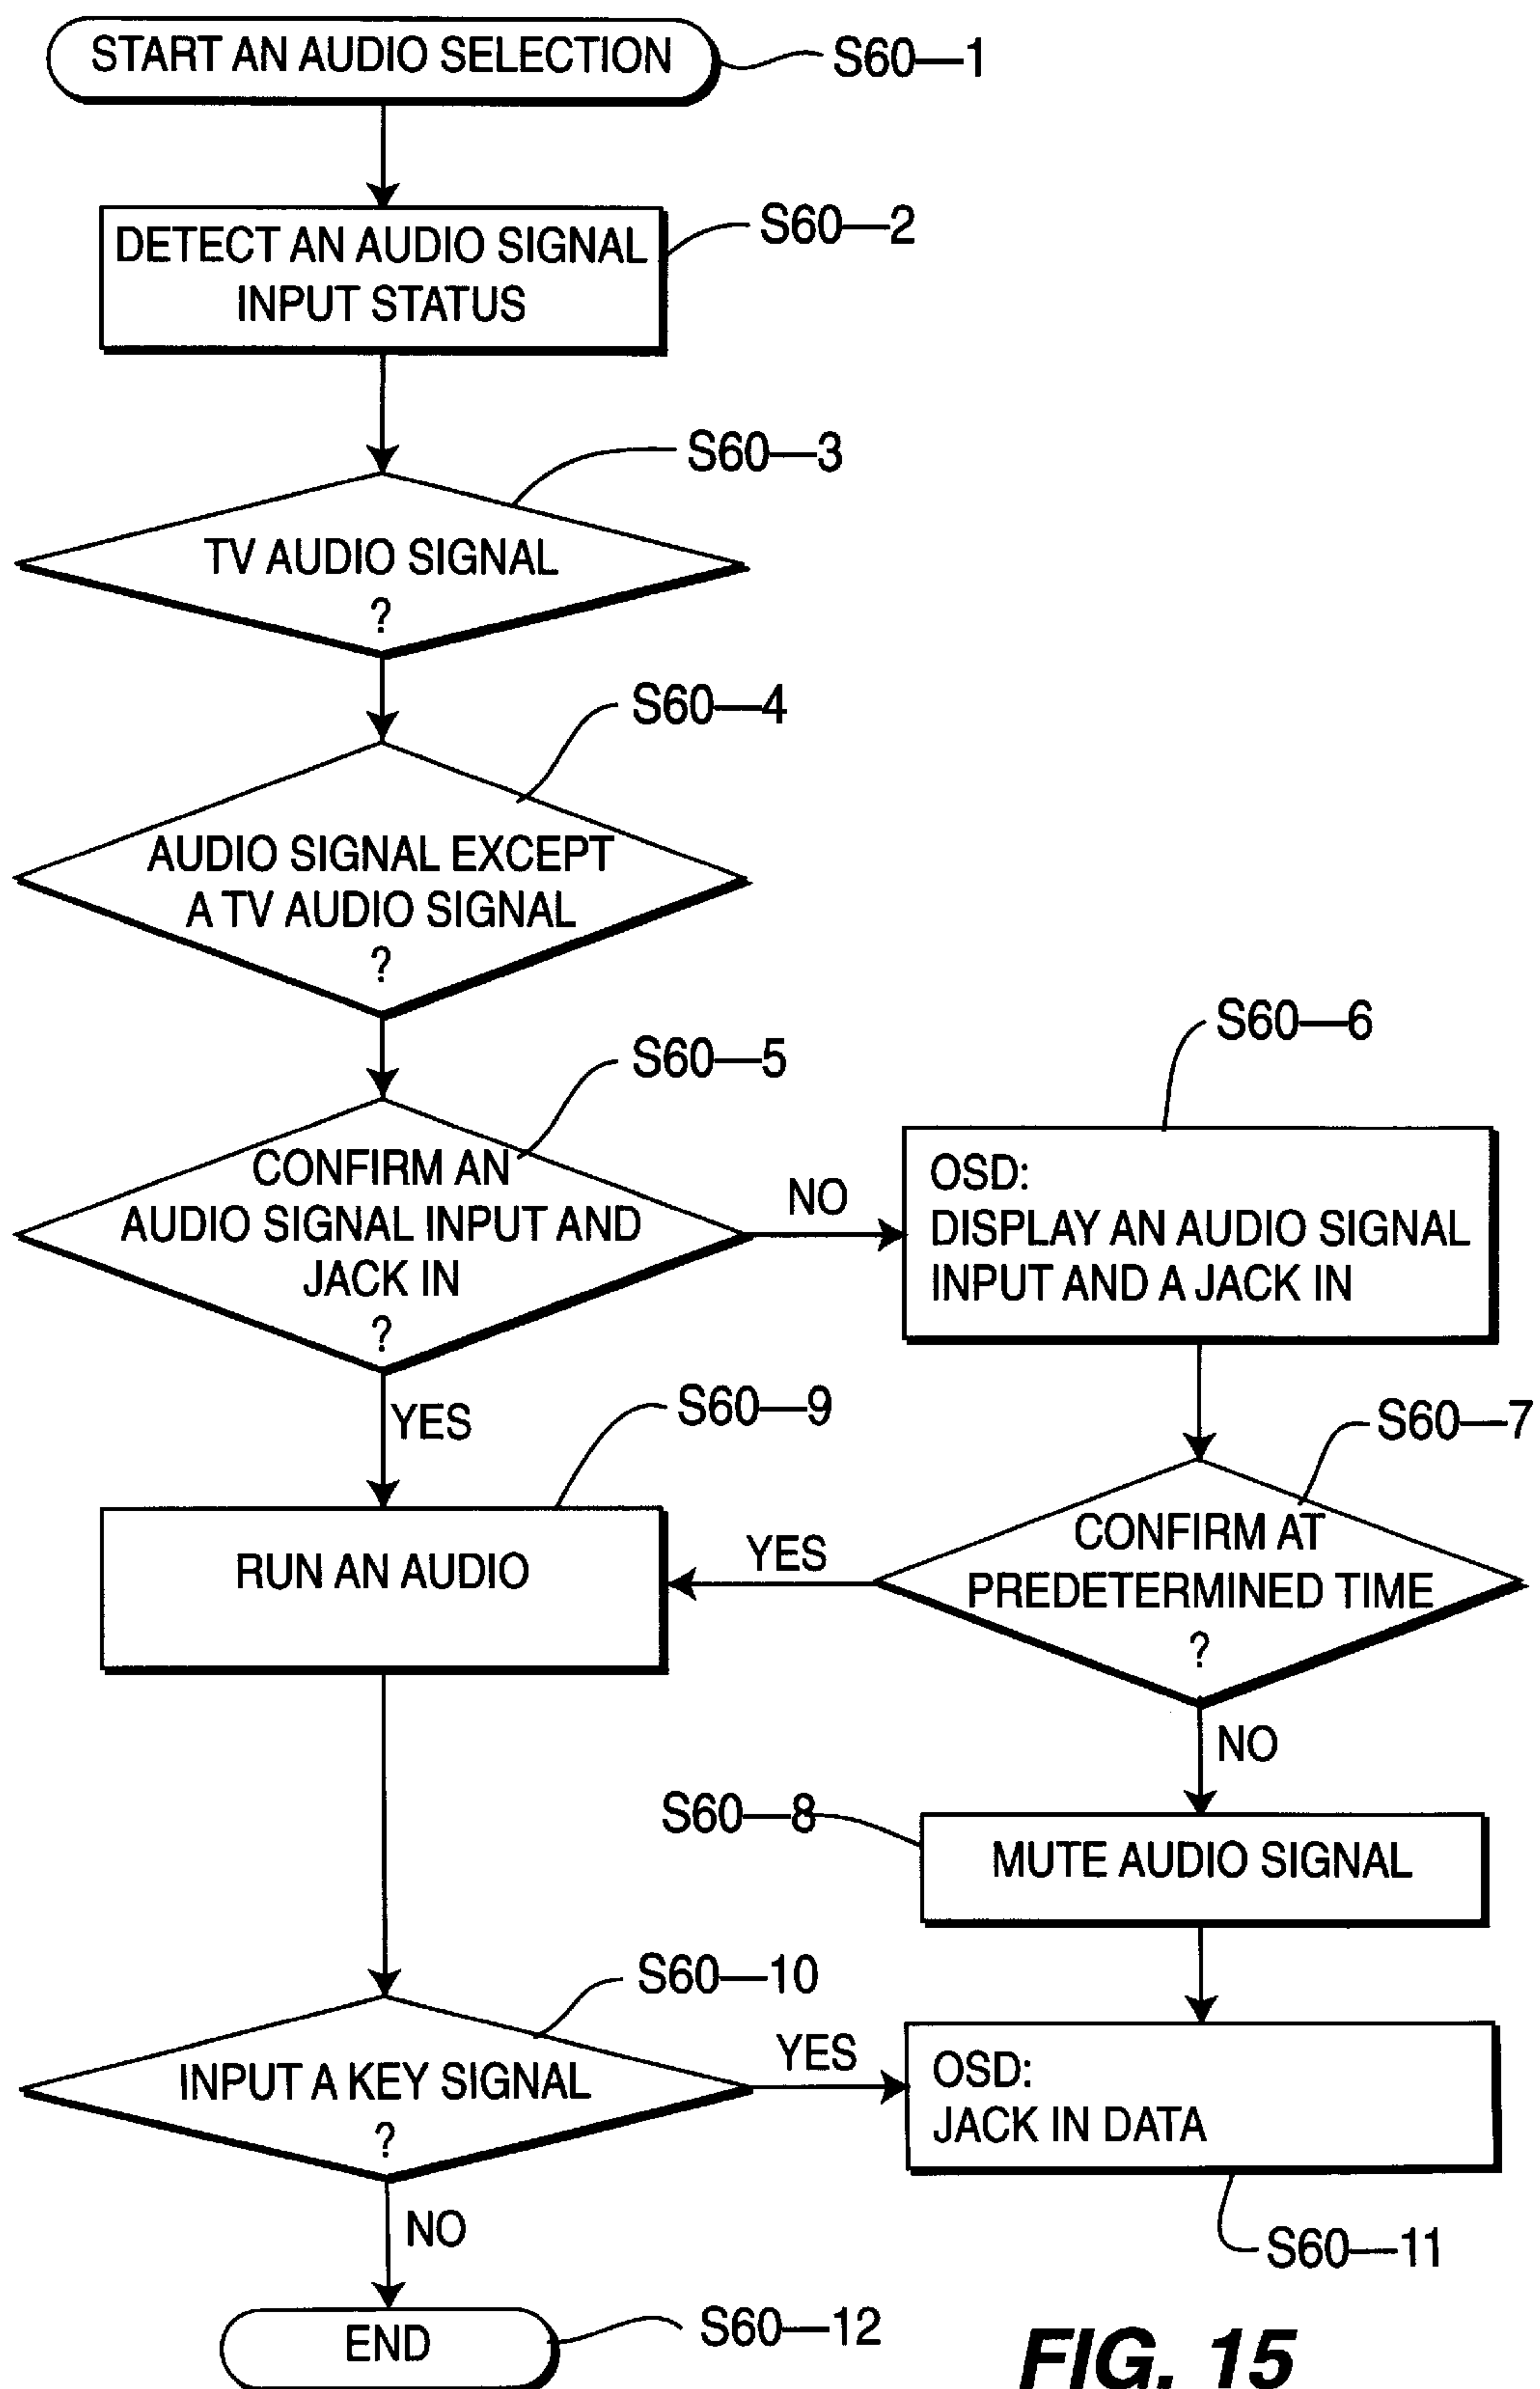 START AN AUDIO SELECTION
S60—1
DETECT AN AUDIO SIGNAL
INPUT STATUS
S60—2
S60—3
TV AUDIO SIGNAL
?
S60—4
AUDIO SIGNAL EXCEPT
A TV AUDIO SIGNAL
?
S60—5
CONFIRM AN
AUDIO SIGNAL INPUT AND
JACK IN
?
NO
S60—6
OSD:
DISPLAY AN AUDIO SIGNAL
INPUT AND A JACK IN
YES
S60—9
RUN AN AUDIO
YES
S60—7
CONFIRM AT
PREDETERMINED TIME
?
NO
S60—8
MUTE AUDIO SIGNAL
S60—10
INPUT A KEY SIGNAL
?
YES
OSD:
JACK IN DATA
S60—11
NO
END
S60—12
FIG. 15